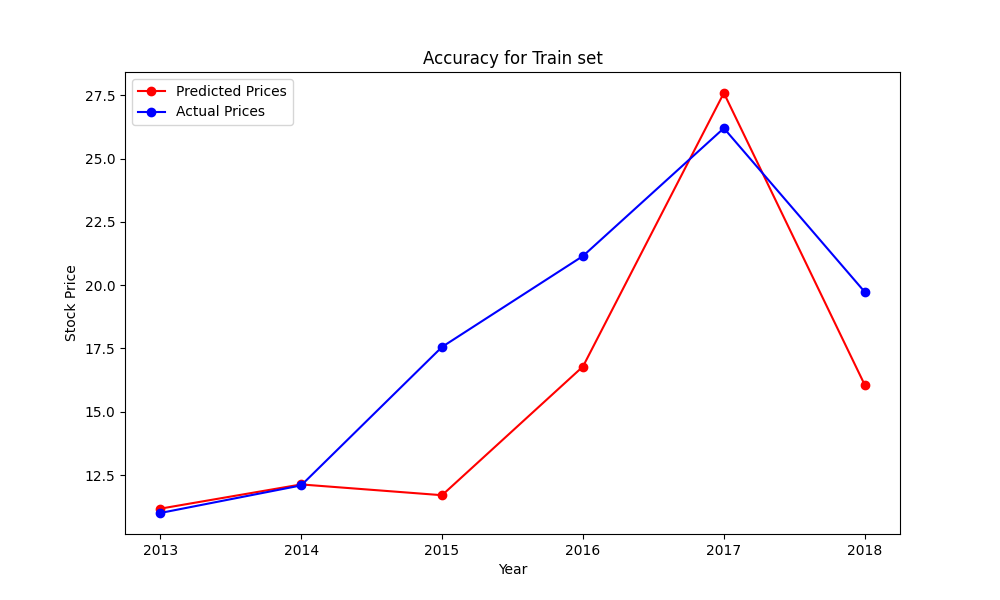 Accuracy for Train set
Predicted Prices
Actual Prices
27.5
25.0
22.5
20.0
17.5
15.0
12.5
Stock Price
2013 2014 2015 2016 2017 2018
Year